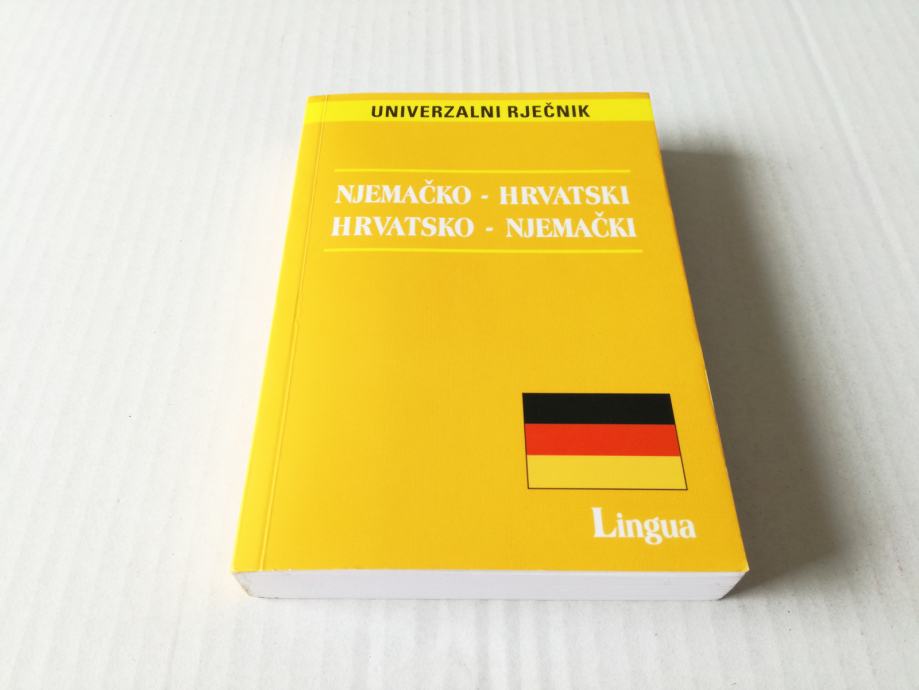 UNIVERZALNI RJEČNIK
NJEMAČKO - HRVATSKI
HRVATSKO - NJEMAČKI
Lingua